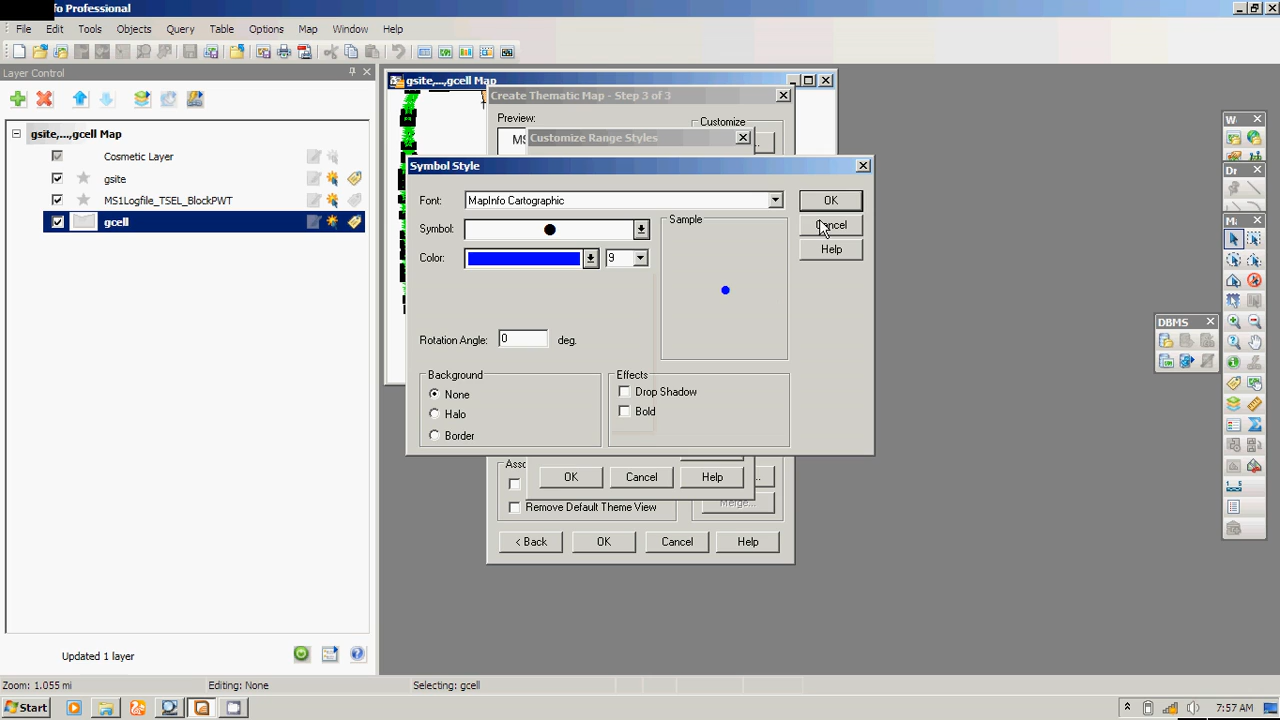 fo Professional
File Edit Tools Objects Query Table Options Map Window Help
Layer Control
gsite,...,gcell Map
Cosmetic Layer
gsite
MS1Logfile_TSEL_BlockPWT
gcell
Updated 1 layer
gsite,...,gcell Map
Create Thematic Map - Step 3 of 3
Preview:
Customize
MS
Customize Range Styles
Symbol Style
Font: MapInfo Cartographic
OK
Symbol:
Sample
Cancel
Color: 9
Help
Rotation Angle: 0 deg.
Background
None
Halo
Border
Effects
Drop Shadow
Bold
Asso
OK Cancel Help
Remove Default Theme View
Merge...
< Back OK Cancel Help
DBMS
Zoom: 1.055 mi Editing: None Selecting: gcell
Start
7:57 AM